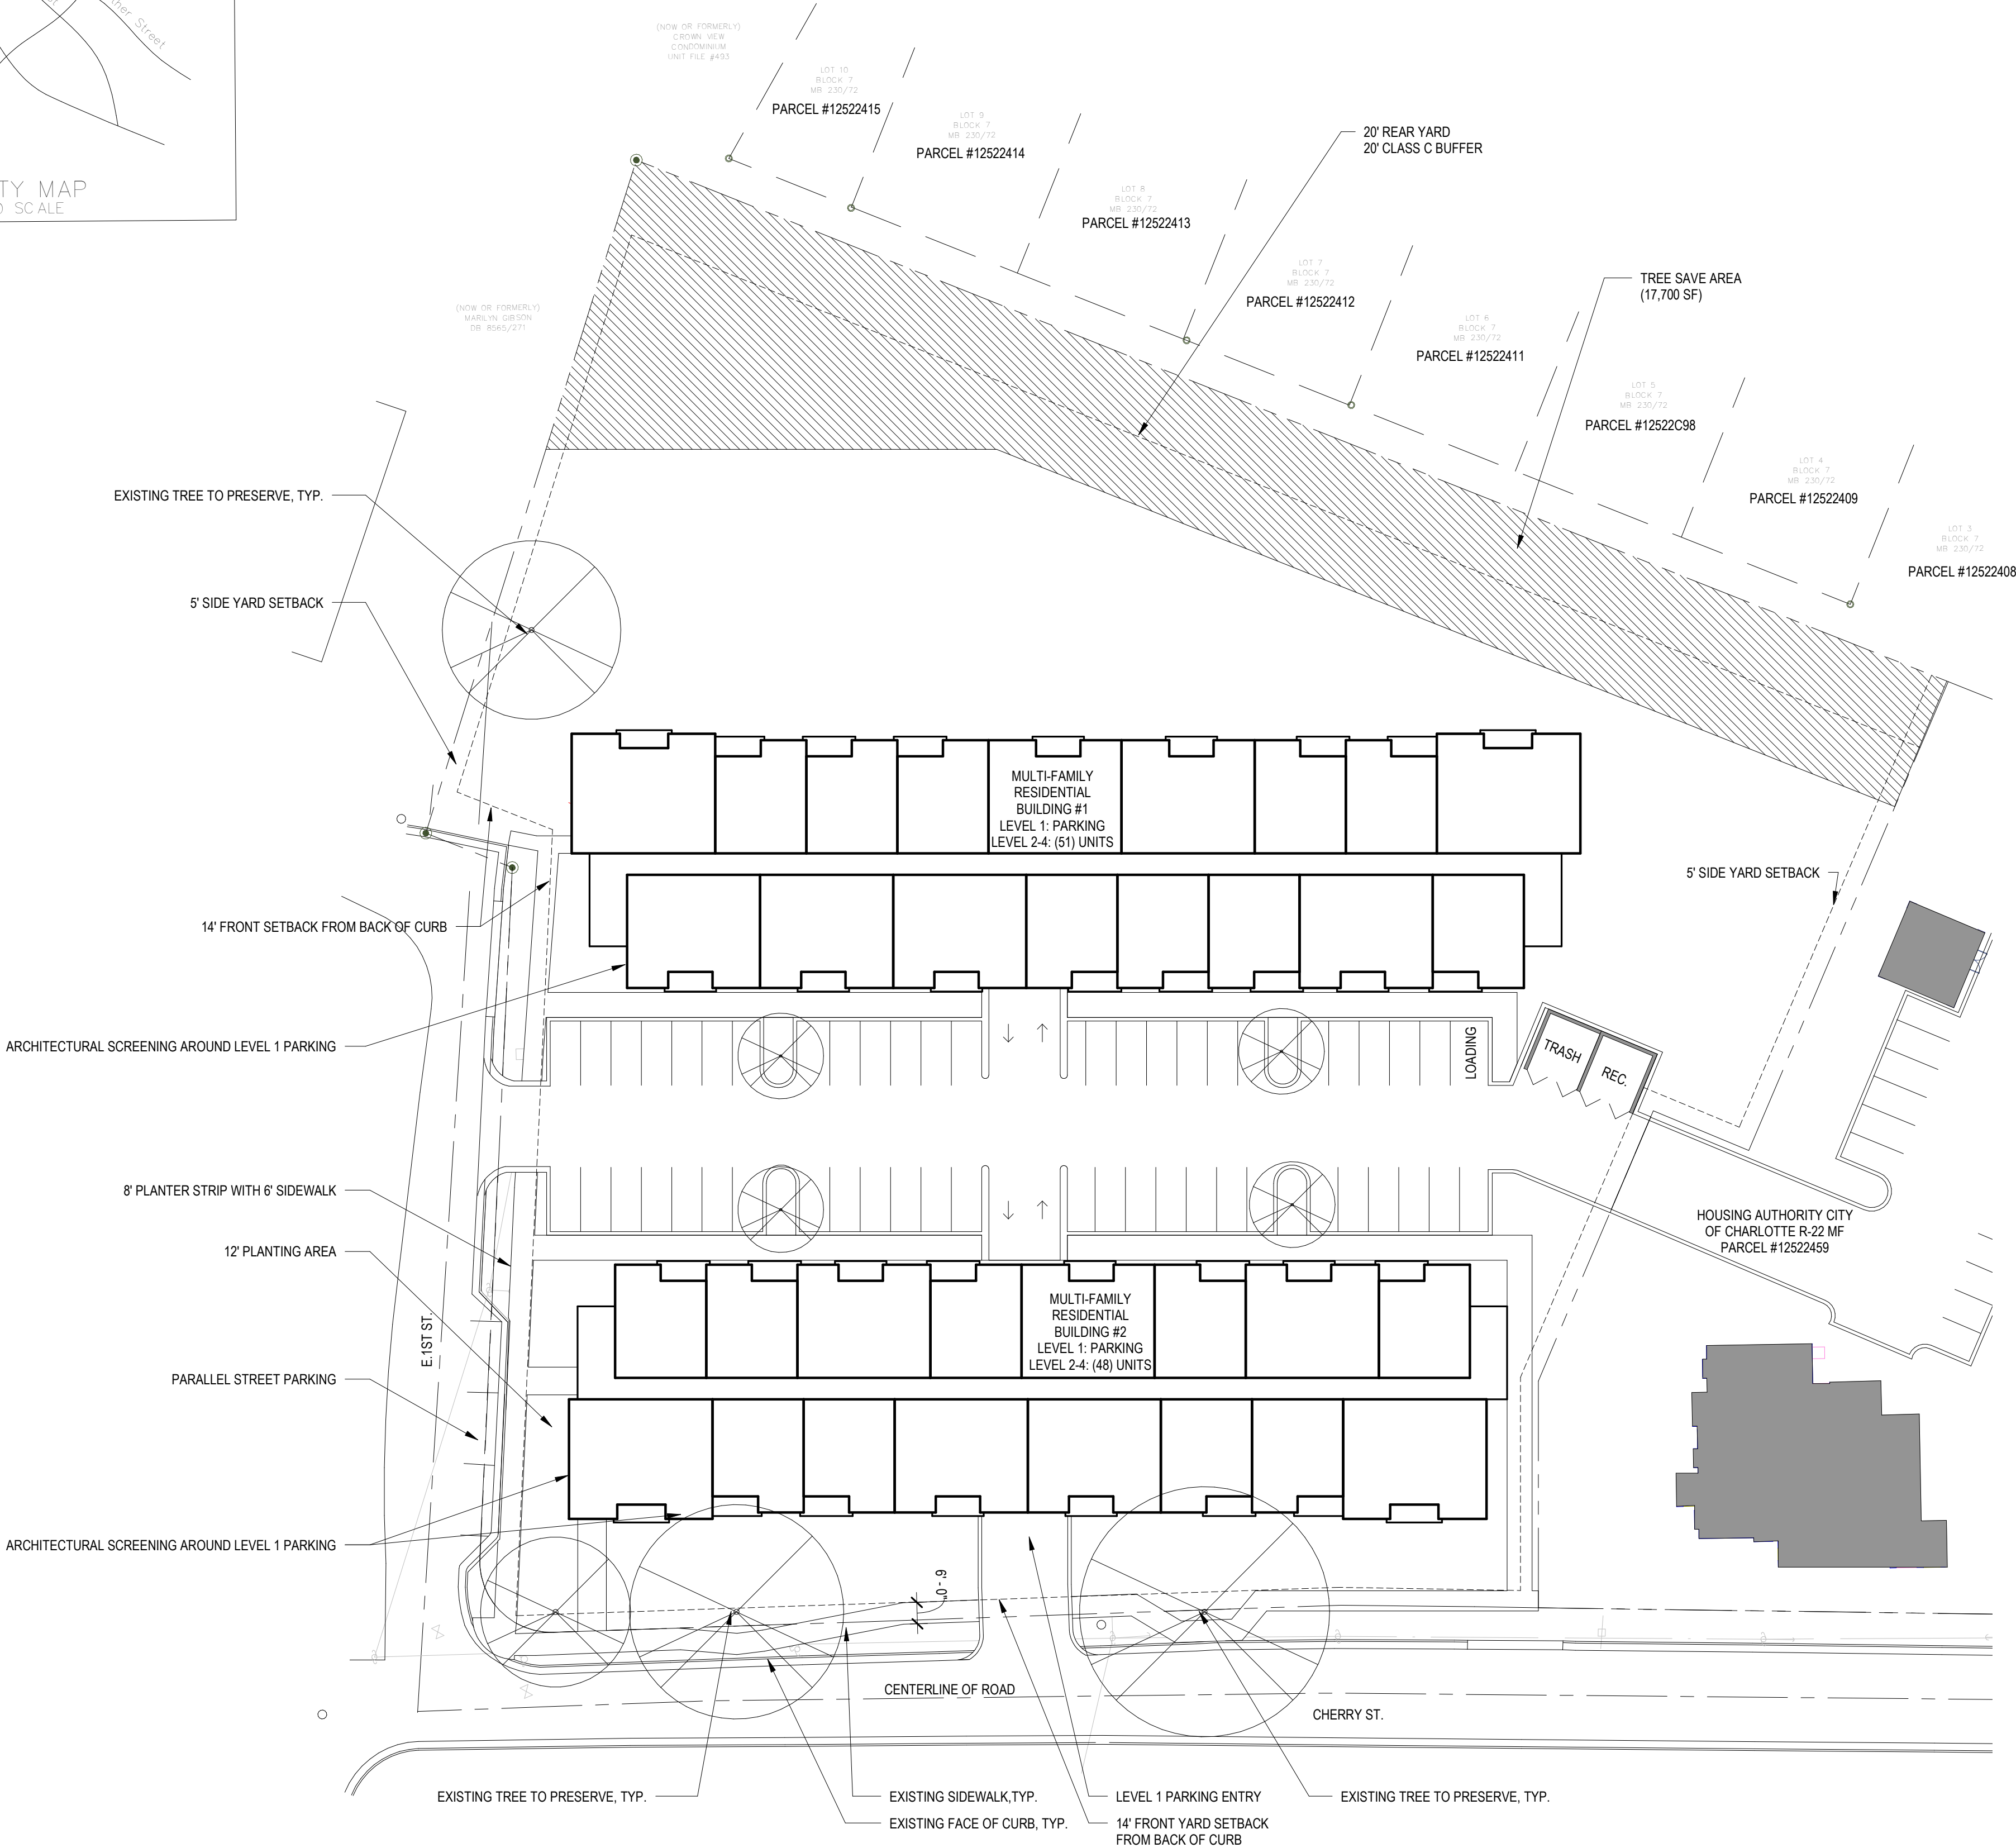 TY MAP
SCALE
Street
(NOW OR FORMERLY)
CROWN VIEW
CONDOMINIUM
UNIT FILE #493
LOT 10
BLOCK 7
MB 230/72
PARCEL #12522415
LOT 9
BLOCK 7
MB 230/72
PARCEL #12522414
LOT 8
BLOCK 7
MB 230/72
PARCEL #12522413
20' REAR YARD
20' CLASS C BUFFER
LOT 7
BLOCK 7
MB 230/72
PARCEL #12522412
TREE SAVE AREA
(17,700 SF)
LOT 6
BLOCK 7
MB 230/72
PARCEL #12522411
LOT 5
BLOCK 7
MB 230/72
PARCEL #12522C98
LOT 4
BLOCK 7
MB 230/72
PARCEL #12522409
LOT 3
BLOCK 7
MB 230/72
PARCEL #12522408
(NOW OR FORMERLY)
MARILYN GIBSON
DB 8565/271
EXISTING TREE TO PRESERVE, TYP.
5' SIDE YARD SETBACK
MULTI-FAMILY
RESIDENTIAL
BUILDING #1
LEVEL 1: PARKING
LEVEL 2-4: (51) UNITS
5' SIDE YARD SETBACK
14' FRONT SETBACK FROM BACK OF CURB
ARCHITECTURAL SCREENING AROUND LEVEL 1 PARKING
LOADING
TRASH
REC.
8' PLANTER STRIP WITH 6' SIDEWALK
12' PLANTING AREA
HOUSING AUTHORITY CITY
OF CHARLOTTE R-22 MF
PARCEL #12522459
MULTI-FAMILY
RESIDENTIAL
BUILDING #2
LEVEL 1: PARKING
LEVEL 2-4: (48) UNITS
E.1ST ST.
PARALLEL STREET PARKING
ARCHITECTURAL SCREENING AROUND LEVEL 1 PARKING
6'-0"
CENTERLINE OF ROAD
CHERRY ST.
EXISTING TREE TO PRESERVE, TYP.
EXISTING SIDEWALK,TYP.
EXISTING FACE OF CURB, TYP.
LEVEL 1 PARKING ENTRY
14' FRONT YARD SETBACK
FROM BACK OF CURB
EXISTING TREE TO PRESERVE, TYP.